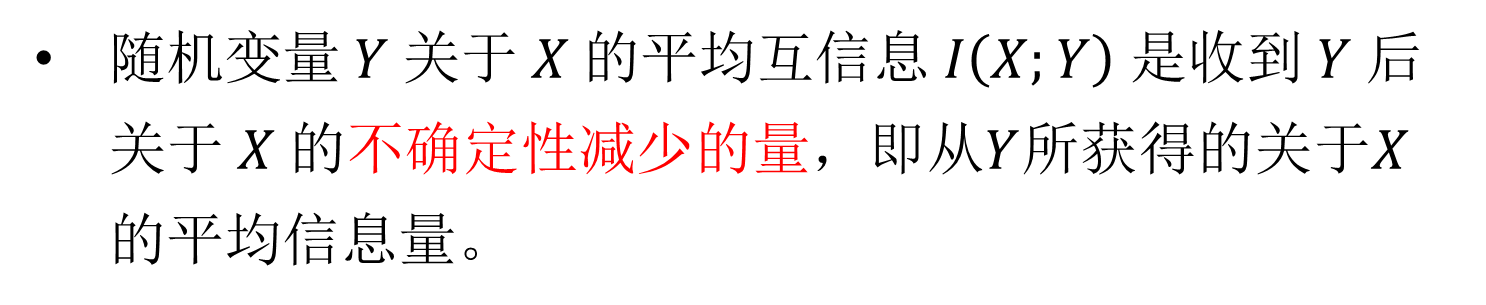 • 随机变量 Y 关于 X 的平均互信息 I(X; Y) 是收到 Y 后
关于 X 的不确定性减少的量，即从Y所获得的关于X
的平均信息量。